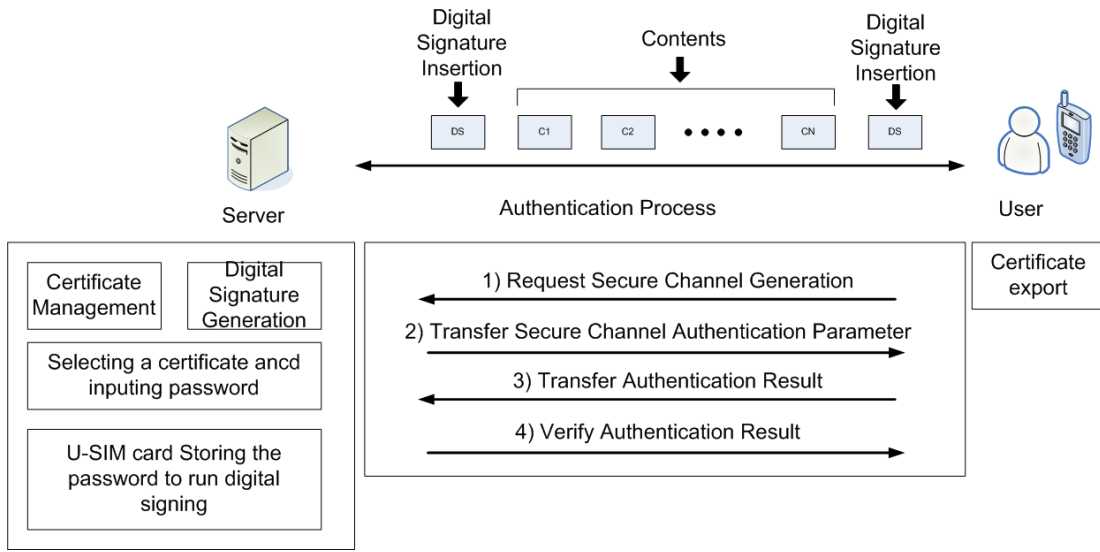 Digital
Signature
Insertion
Contents
Digital
Signature
Insertion
DS
C1
C2
CN
DS
Server
Authentication Process
User
Certificate
Management
Digital
Signature
Generation
Selecting a certificate ancd
inputing password
U-SIM card Storing the
password to run digital
signing
1) Request Secure Channel Generation
2) Transfer Secure Channel Authentication Parameter
3) Transfer Authentication Result
4) Verify Authentication Result
Certificate
export